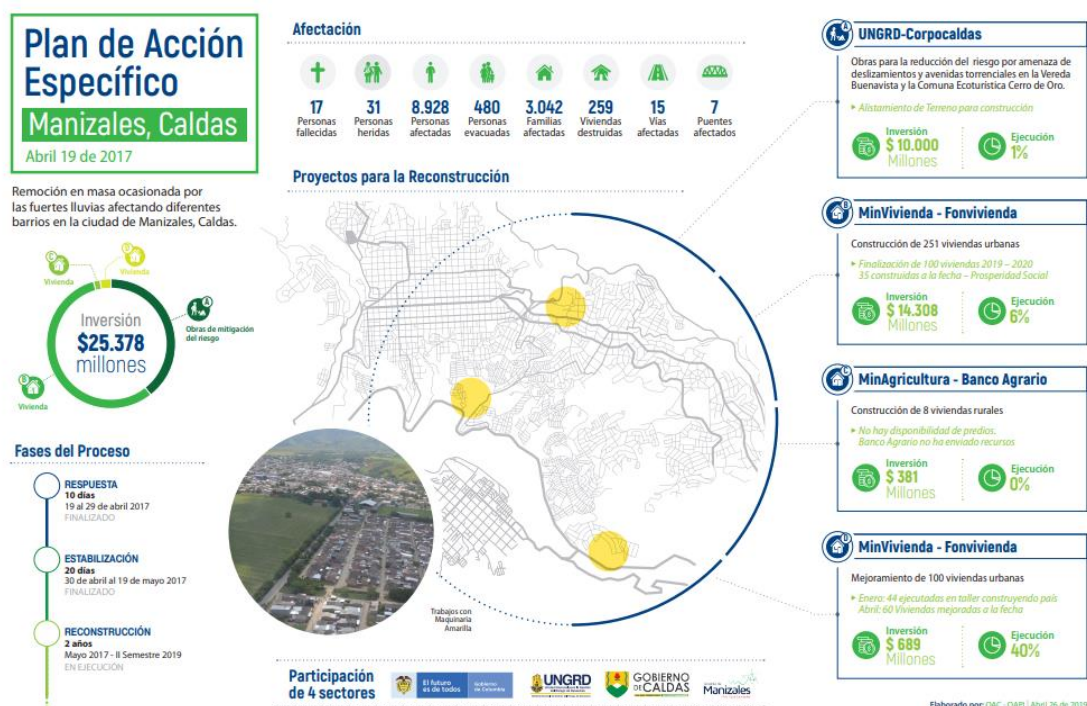 Plan de Acción
Específico
Manizales, Caldas
Abril 19 de 2017
Remoción en masa ocasionada por
las fuertes lluvias afectando diferentes
barrios en la ciudad de Manizales, Caldas.
C
Vivienda
D
Vivienda
A
Obras de mitigación
del riesgo
B
Vivienda
Inversión
$25.378
millones
Fases del Proceso
RESPUESTA
10 días
19 al 29 de abril 2017
FINALIZADO
ESTABILIZACIÓN
20 días
30 de abril al 19 de mayo 2017
FINALIZADO
RECONSTRUCCIÓN
2 años
Mayo 2017 - II Semestre 2019
EN EJECUCIÓN
Afectación
17
Personas
fallecidas
31
Personas
heridas
8.928
Personas
afectadas
480
Personas
evacuadas
3.042
Familias
afectadas
259
Viviendas
destruidas
15
Vías
afectadas
7
Puentes
afectados
Proyectos para la Reconstrucción
Trabajos con
Maquinaria
Amarilla
Participación
de 4 sectores
El futuro
es de todos
Gobierno
de Colombia
UNGRD
GOBIERNO
DE CALDAS
Manizales
A
UNGRD-Corpocaldas
Obras para la reducción del riesgo por amenaza de
deslizamientos y avenidas torrenciales en la Vereda
Buenavista y la Comuna Ecoturística Cerro de Oro.
Alistamiento de Terreno para construcción
Inversión
$ 10.000
Millones
Ejecución
1%
B
MinVivienda - Fonvivienda
Construcción de 251 viviendas urbanas
Finalización de 100 viviendas 2019 – 2020
35 construidas a la fecha – Prosperidad Social
Inversión
$ 14.308
Millones
Ejecución
6%
C
MinAgricultura - Banco Agrario
Construcción de 8 viviendas rurales
No hay disponibilidad de predios,
Banco Agrario no ha enviado recursos
Inversión
$ 381
Millones
Ejecución
0%
D
MinVivienda - Fonvivienda
Mejoramiento de 100 viviendas urbanas
Enero: 44 ejecutadas en taller construyendo país
Abril: 60 Viviendas mejoradas a la fecha
Inversión
$ 689
Millones
Ejecución
40%
Elaborado por: OAC - OAPI | Abril 26 de 2019